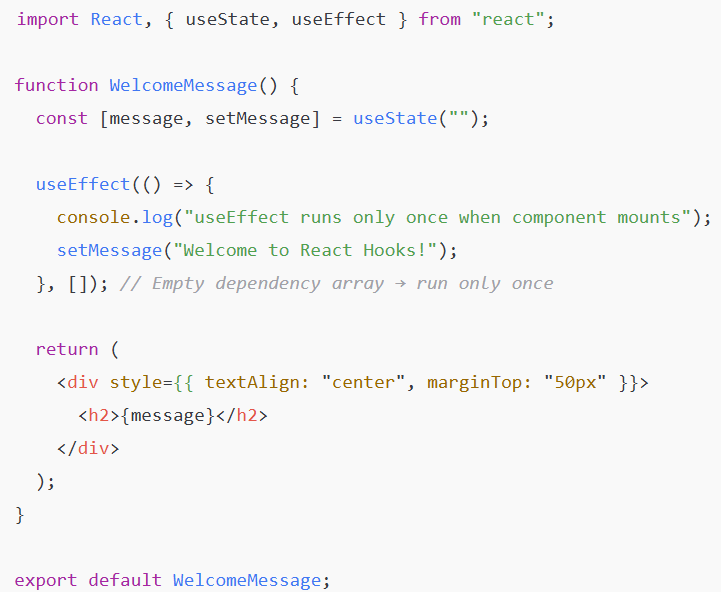 import React, { useState, useEffect } from "react";
function WelcomeMessage() {
const [message, setMessage] = useState("");
useEffect(() => {
console.log("useEffect runs only once when component mounts");
setMessage("Welcome to React Hooks!");
}, []); // Empty dependency array → run only once
return (
<div style={{ textAlign: "center", marginTop: "50px" }}>
<h2>{message}</h2>
</div>
);
}
export default WelcomeMessage;